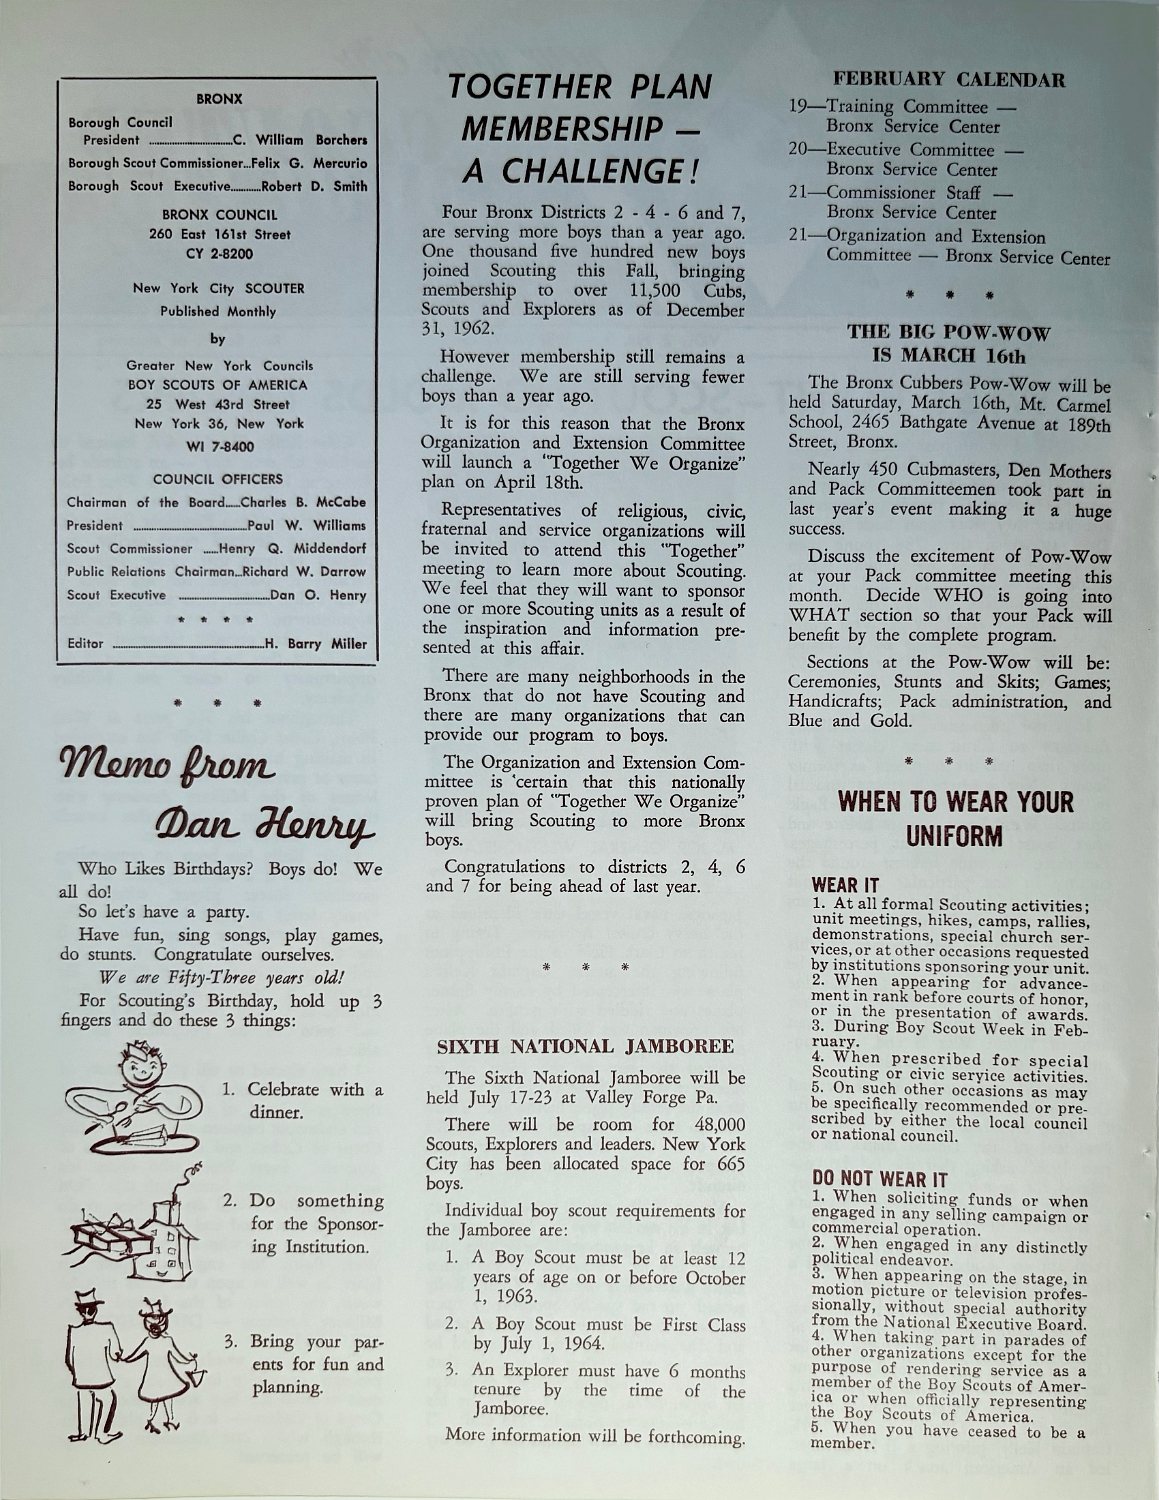 BRONX
Borough Council
President ..............................C. William Borchers
Borough Scout Commissioner...Felix G. Mercurio
Borough Scout Executive...........Robert D. Smith
BRONX COUNCIL
260 East 161st Street
CY 2-8200
New York City SCOUTER
Published Monthly
by
Greater New York Councils
BOY SCOUTS OF AMERICA
25 West 43rd Street
New York 36, New York
WI 7-8400
COUNCIL OFFICERS
Chairman of the Board.....Charles B. McCabe
President ........................................Paul W. Williams
Scout Commissioner .....Henry Q. Middendorf
Public Relations Chairman...Richard W. Darrow
Scout Executive ................................Dan O. Henry
* * * *
Editor .....................................................H. Barry Miller
* * *
Memo from
Dan Henry
Who Likes Birthdays? Boys do! We
all do!
So let's have a party.
Have fun, sing songs, play games,
do stunts. Congratulate ourselves.
We are Fifty-Three years old!
For Scouting's Birthday, hold up 3
fingers and do these 3 things:
1. Celebrate with a
dinner.
2. Do something
for the Sponsor-
ing Institution.
3. Bring your par-
ents for fun and
planning.
TOGETHER PLAN
MEMBERSHIP —
A CHALLENGE!
Four Bronx Districts 2 - 4 - 6 and 7,
are serving more boys than a year ago.
One thousand five hundred new boys
joined Scouting this Fall, bringing
membership to over 11,500 Cubs,
Scouts and Explorers as of December
31, 1962.
However membership still remains a
challenge. We are still serving fewer
boys than a year ago.
It is for this reason that the Bronx
Organization and Extension Committee
will launch a "Together We Organize"
plan on April 18th.
Representatives of religious, civic,
fraternal and service organizations will
be invited to attend this "Together"
meeting to learn more about Scouting.
We feel that they will want to sponsor
one or more Scouting units as a result of
the inspiration and information pre-
sented at this affair.
There are many neighborhoods in the
Bronx that do not have Scouting and
there are many organizations that can
provide our program to boys.
The Organization and Extension Com-
mittee is certain that this nationally
proven plan of "Together We Organize"
will bring Scouting to more Bronx
boys.
Congratulations to districts 2, 4, 6
and 7 for being ahead of last year.
* * *
SIXTH NATIONAL JAMBOREE
The Sixth National Jamboree will be
held July 17-23 at Valley Forge Pa.
There will be room for 48,000
Scouts, Explorers and leaders. New York
City has been allocated space for 665
boys.
Individual boy scout requirements for
the Jamboree are:
1. A Boy Scout must be at least 12
years of age on or before October
1, 1963.
2. A Boy Scout must be First Class
by July 1, 1964.
3. An Explorer must have 6 months
tenure by the time of the
Jamboree.
More information will be forthcoming.
FEBRUARY CALENDAR
19—Training Committee —
Bronx Service Center
20—Executive Committee —
Bronx Service Center
21—Commissioner Staff —
Bronx Service Center
21—Organization and Extension
Committee — Bronx Service Center
* * *
THE BIG POW-WOW
IS MARCH 16th
The Bronx Cubbers Pow-Wow will be
held Saturday, March 16th, Mt. Carmel
School, 2465 Bathgate Avenue at 189th
Street, Bronx.
Nearly 450 Cubmasters, Den Mothers
and Pack Committeemen took part in
last year's event making it a huge
success.
Discuss the excitement of Pow-Wow
at your Pack committee meeting this
month. Decide WHO is going into
WHAT section so that your Pack will
benefit by the complete program.
Sections at the Pow-Wow will be:
Ceremonies, Stunts and Skits; Games;
Handicrafts; Pack administration, and
Blue and Gold.
* * *
WHEN TO WEAR YOUR
UNIFORM
WEAR IT
1. At all formal Scouting activities;
unit meetings, hikes, camps, rallies,
demonstrations, special church ser-
vices, or at other occasions requested
by institutions sponsoring your unit.
2. When appearing for advance-
ment in rank before courts of honor,
or in the presentation of awards.
3. During Boy Scout Week in Feb-
ruary.
4. When prescribed for special
Scouting or civic service activities.
5. On such other occasions as may
be specifically recommended or pre-
scribed by either the local council
or national council.
DO NOT WEAR IT
1. When soliciting funds or when
engaged in any selling campaign or
commercial operation.
2. When engaged in any distinctly
political endeavor.
3. When appearing on the stage, in
motion picture or television profes-
sionally, without special authority
from the National Executive Board.
4. When taking part in parades of
other organizations except for the
purpose of rendering service as a
member of the Boy Scouts of Amer-
ica or when officially representing
the Boy Scouts of America.
5. When you have ceased to be a
member.